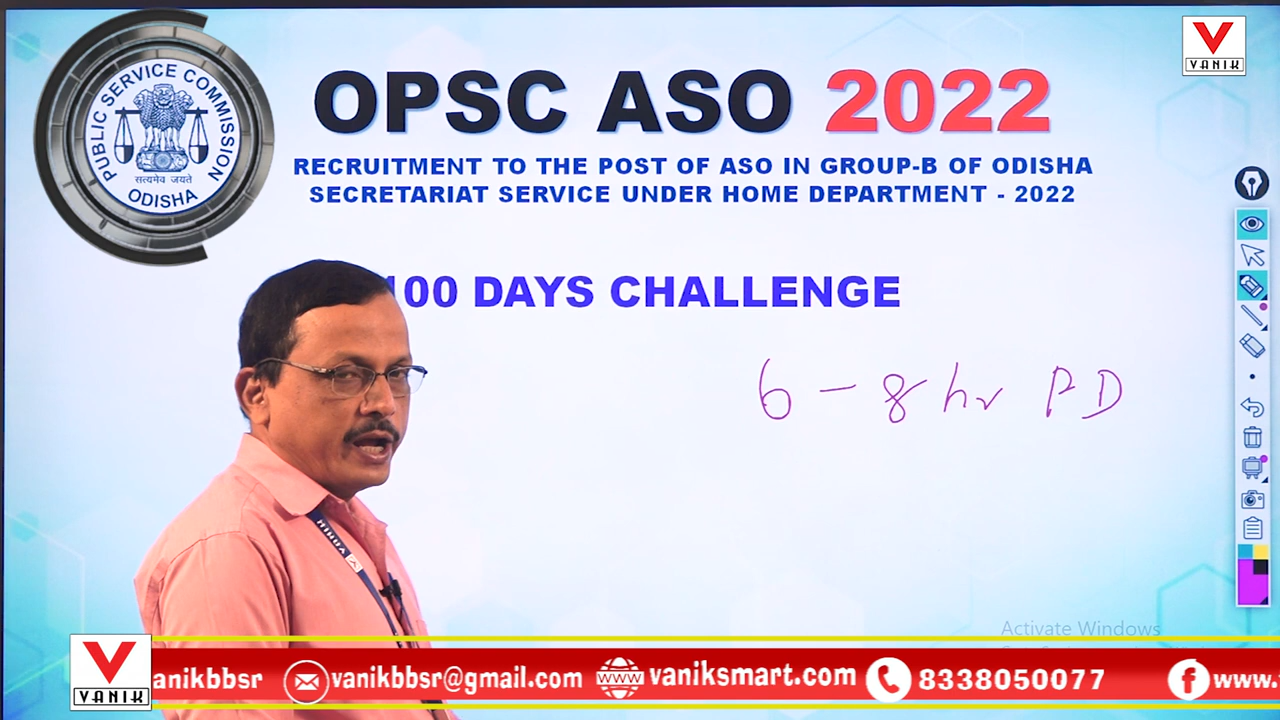 PUBLIC SERVICE COMMISSION
सत्यमेव जयते
ODISHA
OPSC ASO 2022
VANIK
RECRUITMENT TO THE POST OF ASO IN GROUP-B OF ODISHA
SECRETARIAT SERVICE UNDER HOME DEPARTMENT - 2022
100 DAYS CHALLENGE
6 - 8 hr PD
VANIK
Activate Windows
VANIK
anikbbsr vanikbbsr@gmail.com www vaniksmart.com 8338050077 f www.